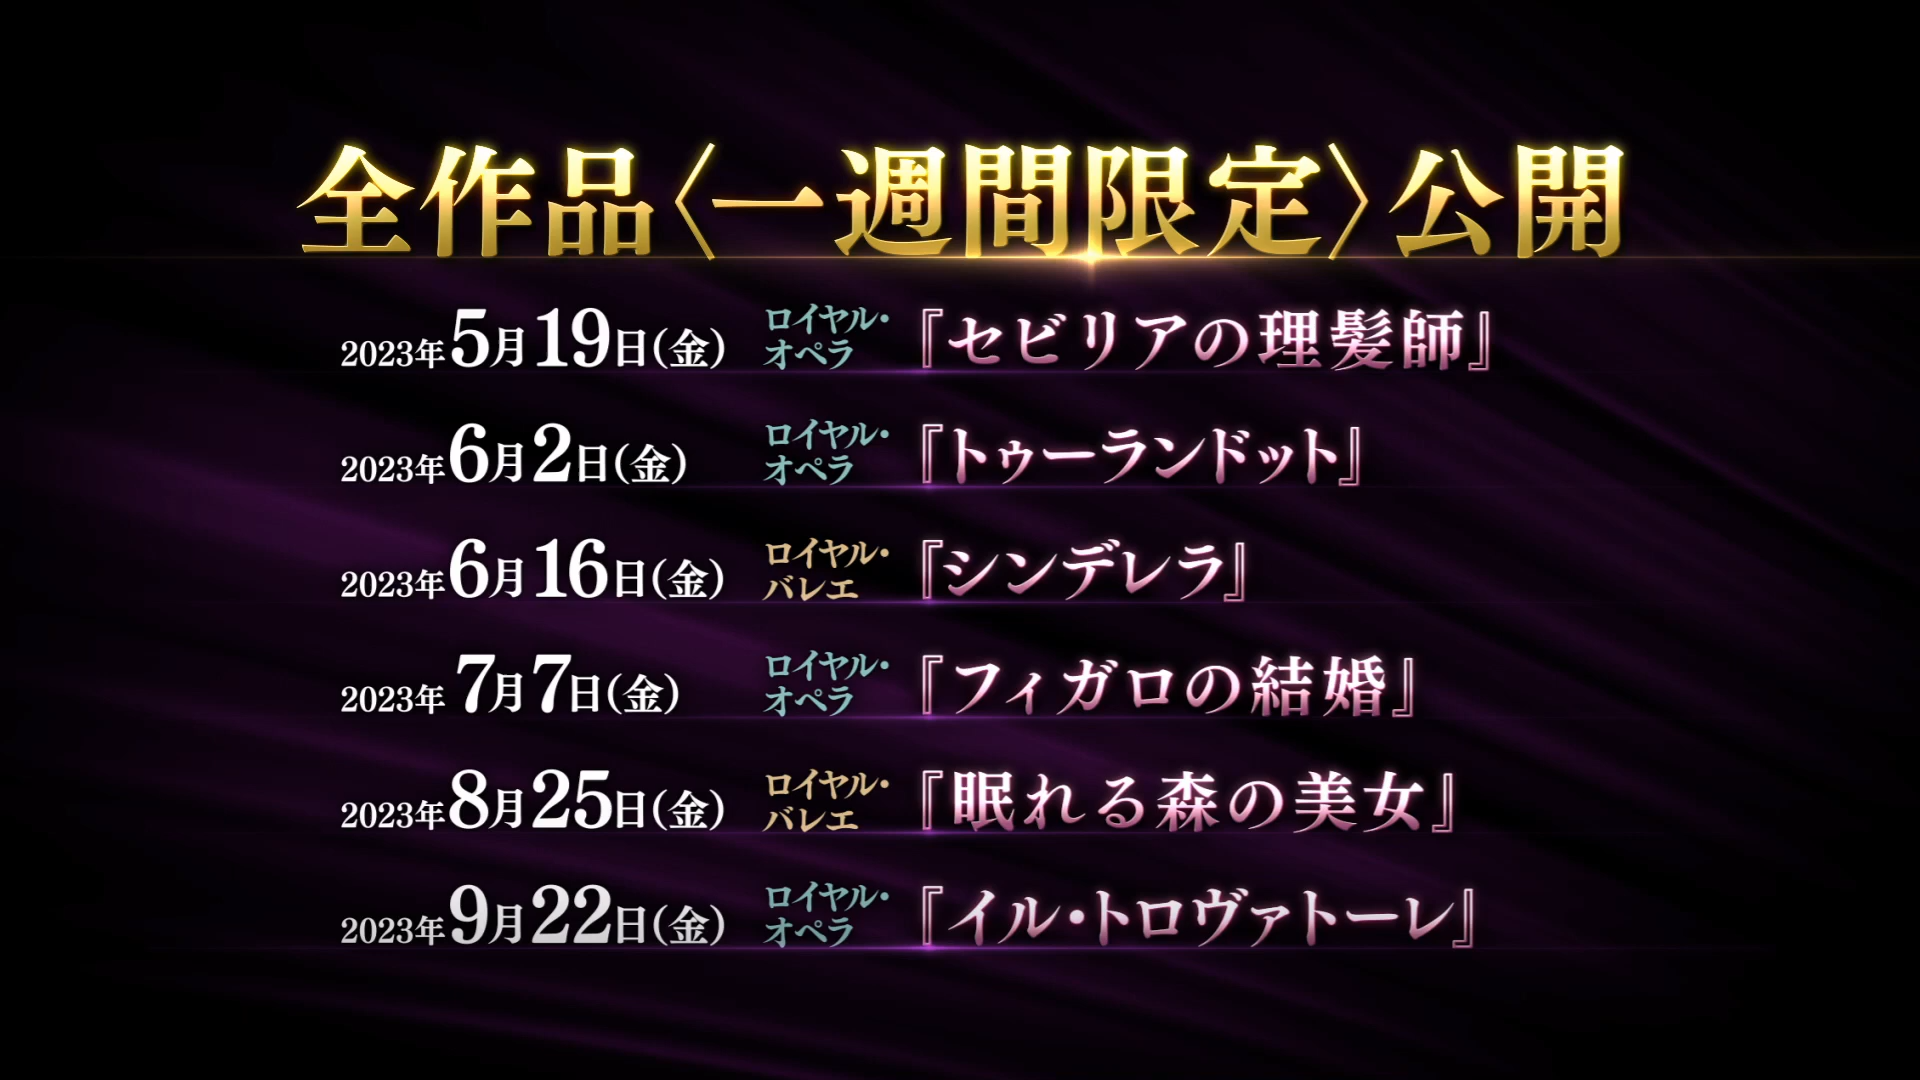 全作品〈一週間限定〉公開
2023年5月19日(金) ロイヤル・オペラ 『セビリアの理髪師』
2023年6月2日(金) ロイヤル・オペラ 『トゥーランドット』
2023年6月16日(金) ロイヤル・バレエ 『シンデレラ』
2023年7月7日(金) ロイヤル・オペラ 『フィガロの結婚』
2023年8月25日(金) ロイヤル・バレエ 『眠れる森の美女』
2023年9月22日(金) ロイヤル・オペラ 『イル・トロヴァトーレ』